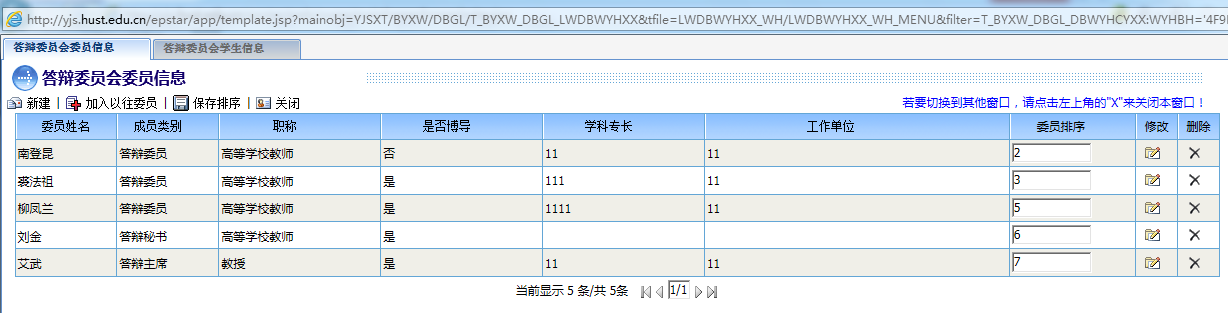 http://yjs.hust.edu.cn/epstar/app/template.jsp?mainobj=YJSXT/BYXW/DBGL/T_BYXW_DBGL_LWDBWYHXX&tfile=LWDBWYHXX_WH/LWDBWYHXX_WH_MENU&filter=T_BYXW_DBGL_DBWYHCYXX:WYHBH='4F9
答辩委员会委员信息 答辩委员会学生信息
答辩委员会委员信息
新建 | 加入以往委员 | 保存排序 | 关闭 若要切换到其他窗口，请点击左上角的"X"来关闭本窗口！
委员姓名 成员类别 职称 是否博导 学科专长 工作单位 委员排序 修改 删除
南登昆 答辩委员 高等学校教师 否 11 11 2
裘法祖 答辩委员 高等学校教师 是 111 11 3
柳凤兰 答辩委员 高等学校教师 是 1111 11 5
刘金 答辩秘书 高等学校教师 是 6
艾武 答辩主席 教授 是 11 11 7
当前显示 5 条/共 5条 1/1